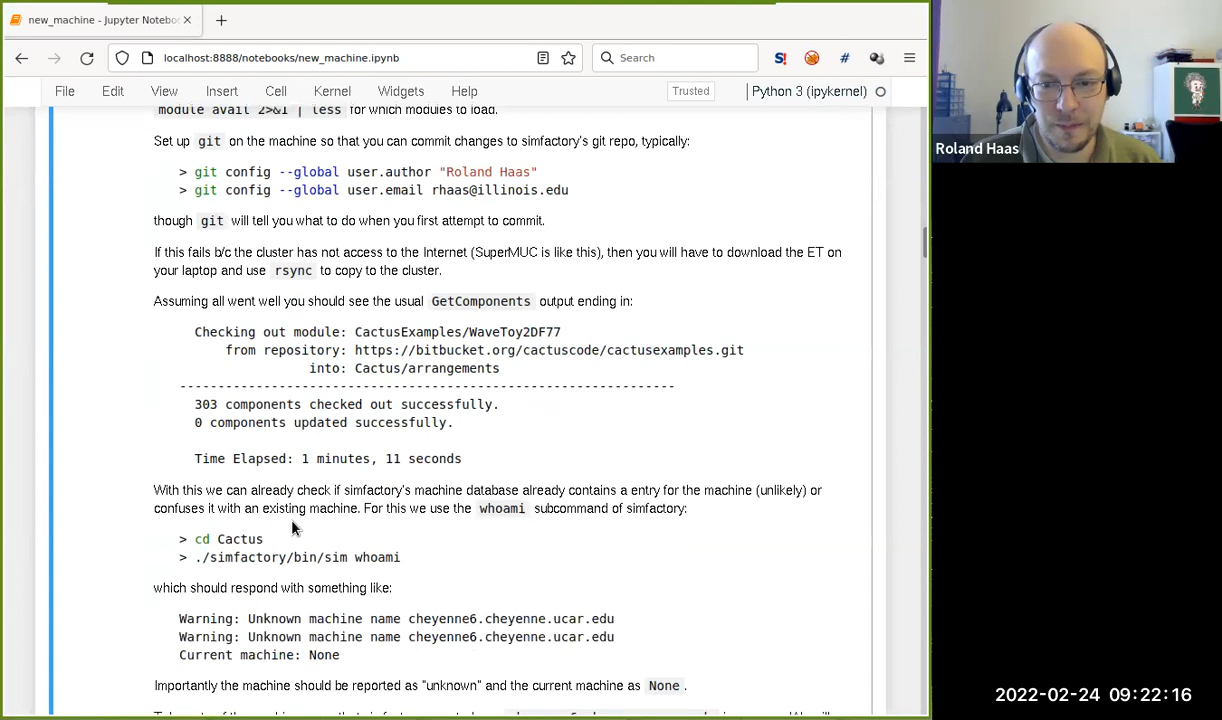 new_machine - Jupyter Notebo
localhost:8888/notebooks/new_machine.ipynb
Search
S!
#
File Edit View Insert Cell Kernel Widgets Help
Trusted
Python 3 (ipykernel)
module avail 2>&1 | less for which modules to load.
Set up git on the machine so that you can commit changes to simfactory's git repo, typically:
> git config --global user.author "Roland Haas"
> git config --global user.email rhaas@illinois.edu
though git will tell you what to do when you first attempt to commit.
If this fails b/c the cluster has not access to the Internet (SuperMUC is like this), then you will have to download the ET on
your laptop and use rsync to copy to the cluster.
Assuming all went well you should see the usual GetComponents output ending in:
Checking out module: CactusExamples/WaveToy2DF77
from repository: https://bitbucket.org/cactuscode/cactusexamples.git
into: Cactus/arrangements
-----------------------------------------------------------------
303 components checked out successfully.
0 components updated successfully.
Time Elapsed: 1 minutes, 11 seconds
With this we can already check if simfactory's machine database already contains a entry for the machine (unlikely) or
confuses it with an existing machine. For this we use the whoami subcommand of simfactory:
> cd Cactus
> ./simfactory/bin/sim whoami
which should respond with something like:
Warning: Unknown machine name cheyenne6.cheyenne.ucar.edu
Warning: Unknown machine name cheyenne6.cheyenne.ucar.edu
Current machine: None
Importantly the machine should be reported as "unknown" and the current machine as None .
Roland Haas
2022-02-24 09:22:16